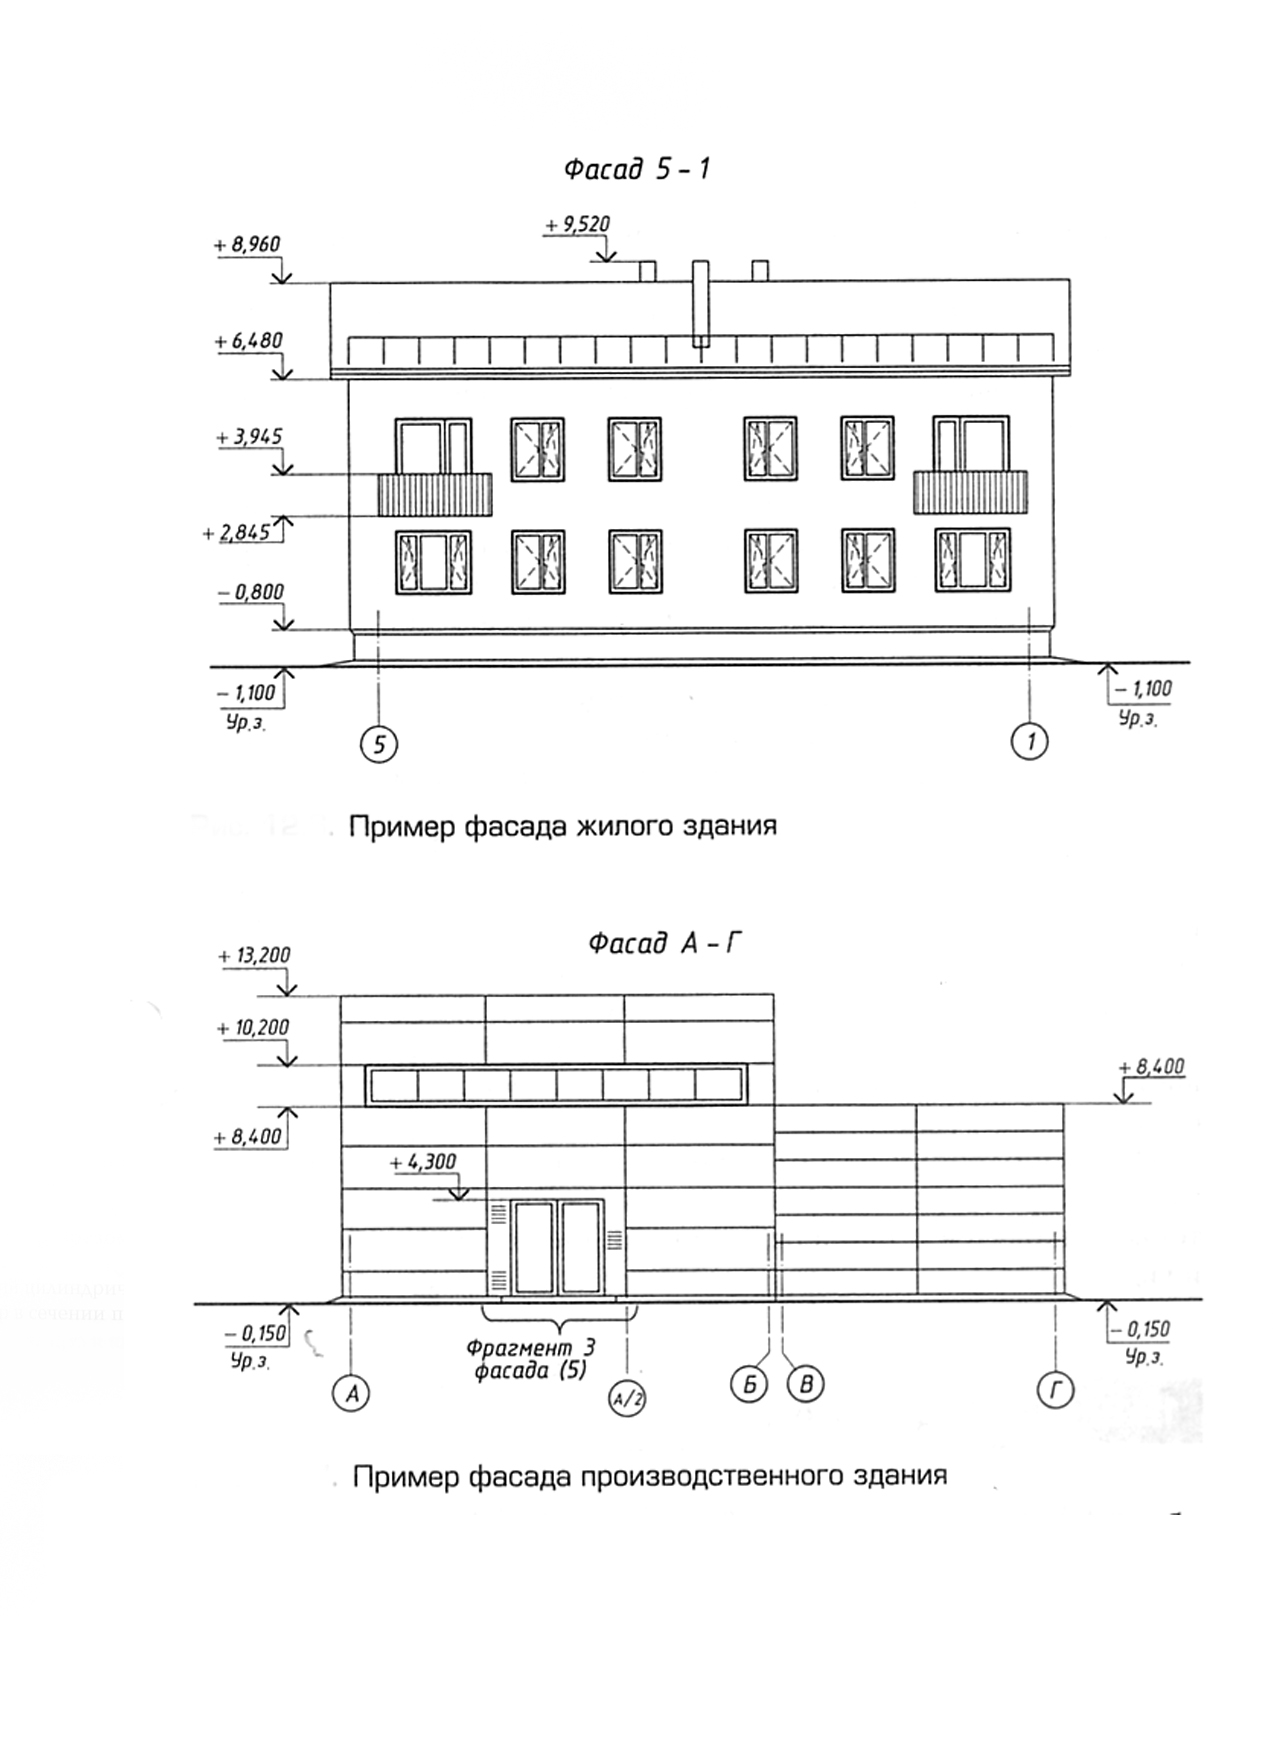 Фасад 5 – 1
+ 9,520
+ 8,960
+ 6,480
+ 3,945
+ 2,845
– 0,800
– 1,100
Ур.з.
– 1,100
Ур.з.
5
1
Пример фасада жилого здания
Фасад А – Г
+ 13,200
+ 10,200
+ 8,400
+ 8,400
+ 4,300
– 0,150
Ур.з.
– 0,150
Ур.з.
Фрагмент 3
фасада (5)
А
А/2
Б
В
Г
Пример фасада производственного здания